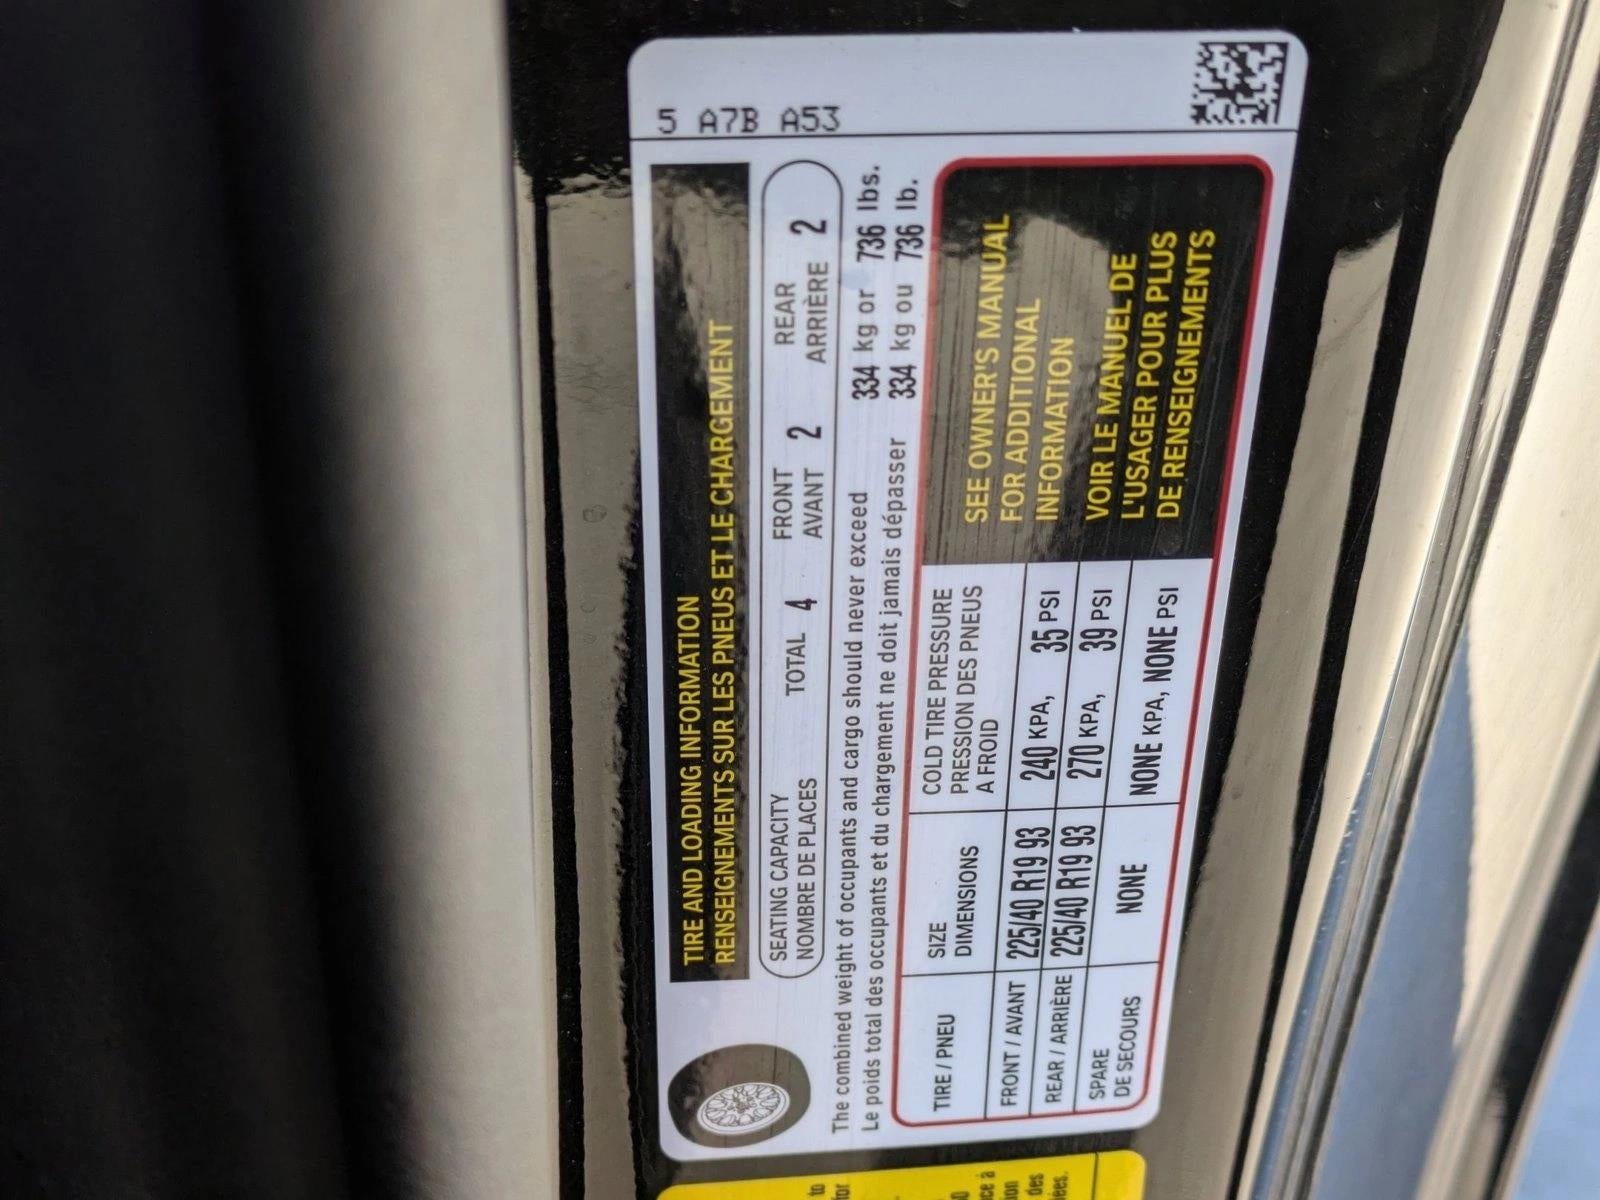 5 A7B A53
TIRE AND LOADING INFORMATION
RENSEIGNEMENTS SUR LES PNEUS ET LE CHARGEMENT
SEATING CAPACITY TOTAL 4 FRONT 2 REAR 2
NOMBRE DE PLACES AVANT ARRIÈRE
The combined weight of occupants and cargo should never exceed 334 kg or 736 lbs.
Le poids total des occupants et du chargement ne doit jamais dépasser 334 kg ou 736 lb.
TIRE / PNEU
SIZE
DIMENSIONS
COLD TIRE PRESSURE
PRESSION DES PNEUS
A FROID
FRONT / AVANT 225/40 R19 93 240 KPA, 35 PSI
REAR / ARRIÈRE 225/40 R19 93 270 KPA, 39 PSI
SPARE
DE SECOURS
NONE NONE KPA, NONE PSI
SEE OWNER'S MANUAL
FOR ADDITIONAL
INFORMATION
VOIR LE MANUEL DE
L'USAGER POUR PLUS
DE RENSEIGNEMENTS
to
for
des